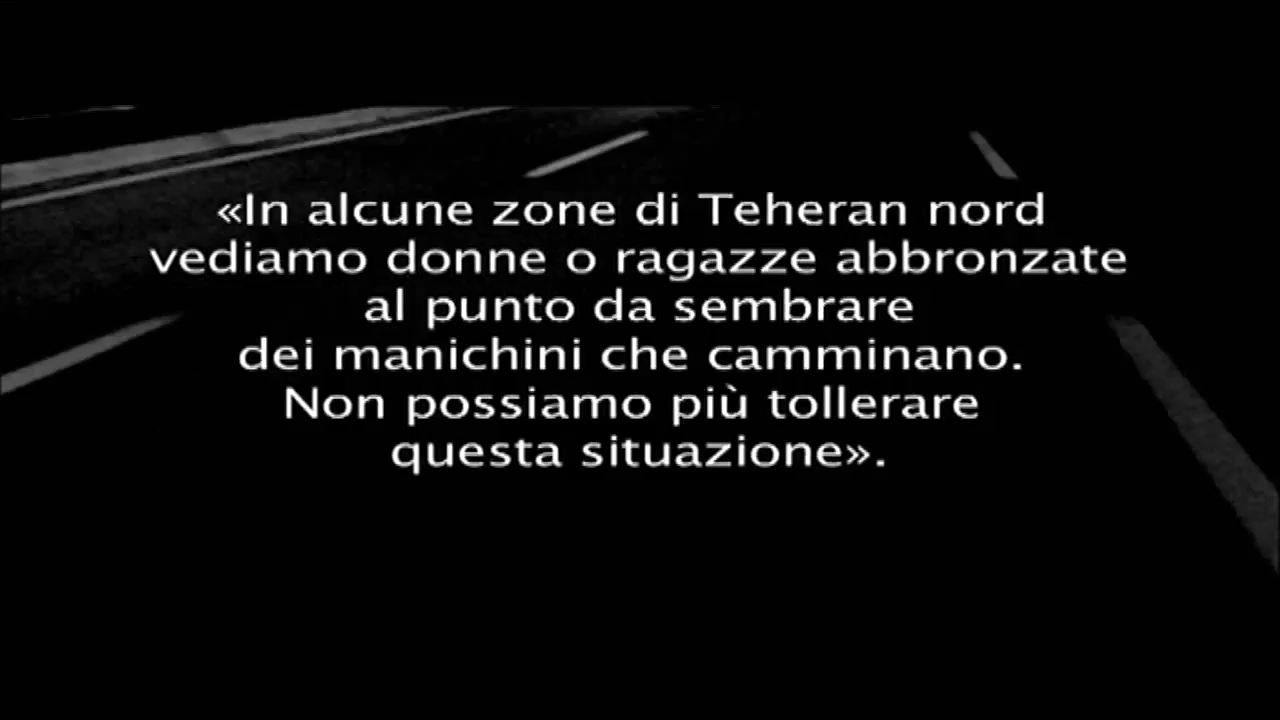 «In alcune zone di Teheran nord
vediamo donne o ragazze abbronzate
al punto da sembrare
dei manichini che camminano.
Non possiamo più tollerare
questa situazione».